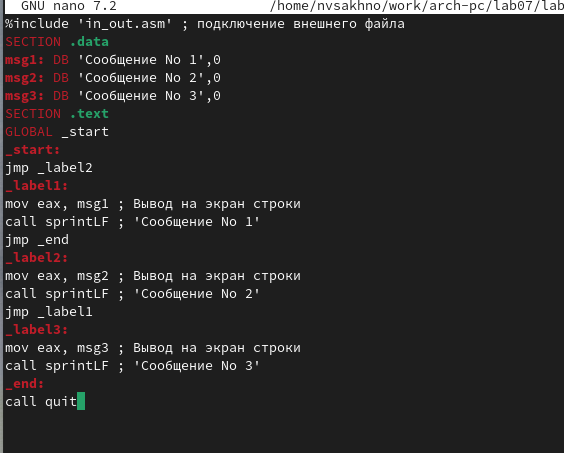 GNU nano 7.2 /home/nvsakhno/work/arch-pc/lab07/lab
%include 'in_out.asm' ; подключение внешнего файла
SECTION .data
msg1: DB 'Сообщение No 1',0
msg2: DB 'Сообщение No 2',0
msg3: DB 'Сообщение No 3',0
SECTION .text
GLOBAL _start
_start:
jmp _label2
_label1:
mov eax, msg1 ; Вывод на экран строки
call sprintLF ; 'Сообщение No 1'
jmp _end
_label2:
mov eax, msg2 ; Вывод на экран строки
call sprintLF ; 'Сообщение No 2'
jmp _label1
_label3:
mov eax, msg3 ; Вывод на экран строки
call sprintLF ; 'Сообщение No 3'
_end:
call quit